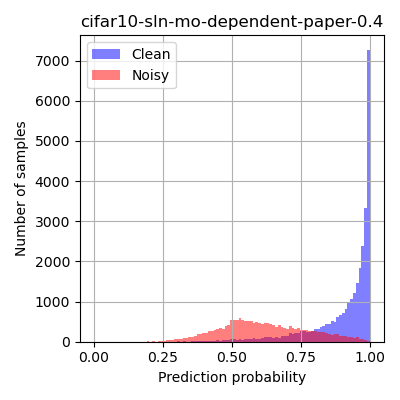 cifar10-sln-mo-dependent-paper-0.4
Clean
Noisy
Number of samples
7000
6000
5000
4000
3000
2000
1000
0
0.00 0.25 0.50 0.75 1.00
Prediction probability